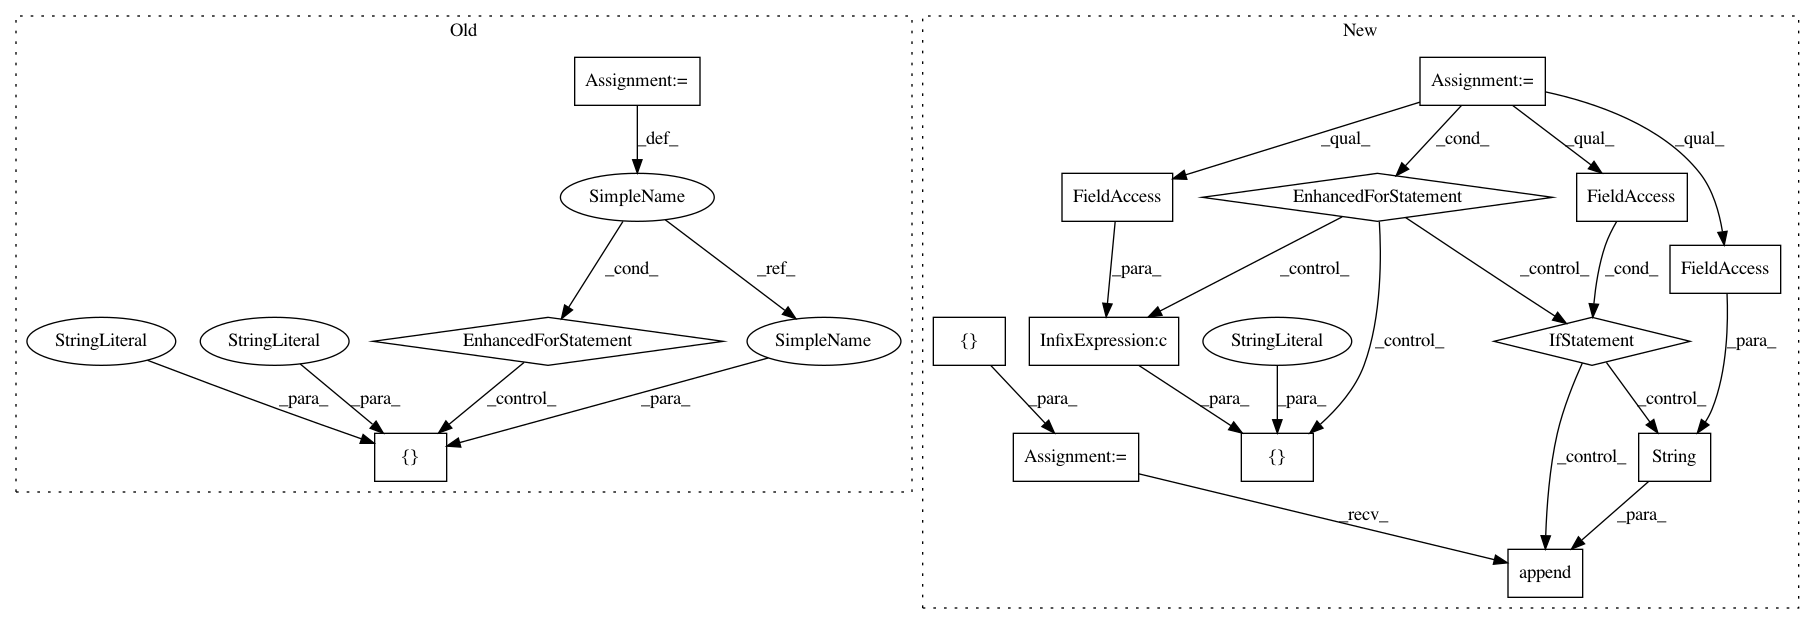 Old
New
Assignment:=
Assignment:=
_def_
_qual_
_cond_
_qual_
_qual_
SimpleName
FieldAccess
EnhancedForStatement
FieldAccess
_cond_
_ref_
_para_
_control_
_control_
_cond_
FieldAccess
StringLiteral
StringLiteral
EnhancedForStatement
SimpleName
{}
InfixExpression:c
StringLiteral
_control_
IfStatement
_para_
_para_
_para_
_control_
_para_
_para_
_para_
_para_
_control_
{}
Assignment:=
{}
_control_
String
_recv_
_para_
append